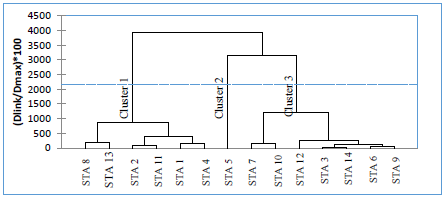 (Dlink/Dmax)*100
4500
4000
3500
3000
2500
2000
1500
1000
500
0
Cluster 1
Cluster 2
Cluster 3
STA 8
STA 13
STA 2
STA 11
STA 1
STA 4
STA 5
STA 7
STA 10
STA 12
STA 3
STA 14
STA 6
STA 9